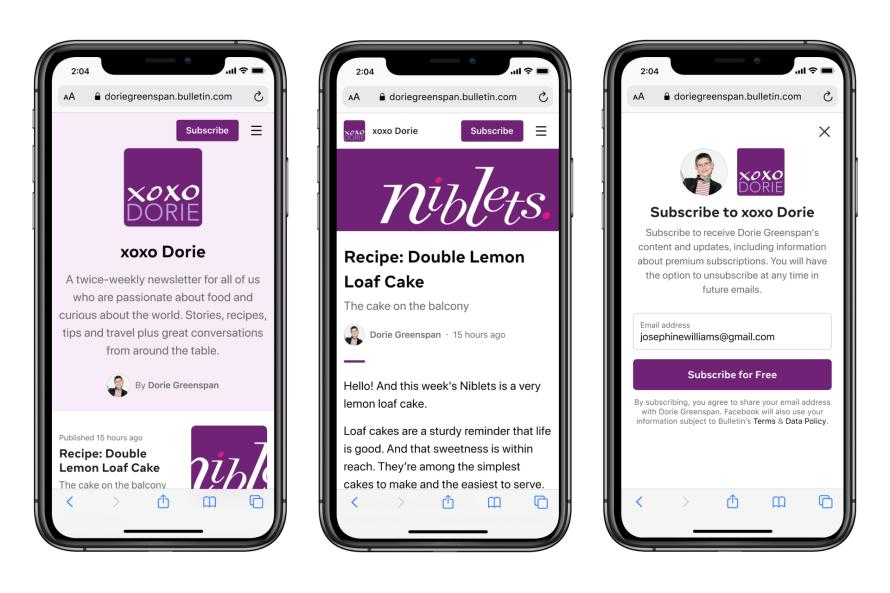 2:04
AA doriegreenspan.bulletin.com
Subscribe
xoxo
DORIE
xoxo Dorie
A twice-weekly newsletter for all of us
who are passionate about food and
curious about the world. Stories, recipes,
tips and travel plus great conversations
from around the table.
By Dorie Greenspan
Published 15 hours ago
Recipe: Double
Lemon Loaf Cake
The cake on the balcony
nible
2:04
AA doriegreenspan.bulletin.com
xoxo
DORIE
xoxo Dorie
Subscribe
niblets.
Recipe: Double Lemon
Loaf Cake
The cake on the balcony
Dorie Greenspan · 15 hours ago
Hello! And this week's Niblets is a very
lemon loaf cake.
Loaf cakes are a sturdy reminder that life
is good. And that sweetness is within
reach. They're among the simplest
cakes to make and the easiest to serve.
2:04
AA doriegreenspan.bulletin.com
xoxo
DORIE
Subscribe to xoxo Dorie
Subscribe to receive Dorie Greenspan's
content and updates, including information
about premium subscriptions. You will have
the option to unsubscribe at any time in
future emails.
Email address
josephinewilliams@gmail.com
Subscribe for Free
By subscribing, you agree to share your email address
with Dorie Greenspan. Facebook will also use your
information subject to Bulletin's Terms & Data Policy.